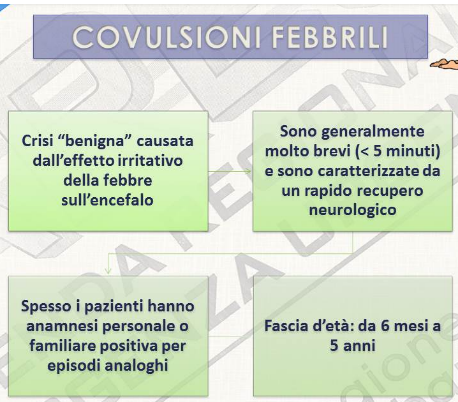 COVULSIONI FEBBRILI
Crisi “benigna” causata
dall’effetto irritativo
della febbre
sull’encefalo
Sono generalmente
molto brevi (< 5 minuti)
e sono caratterizzate da
un rapido recupero
neurologico
Spesso i pazienti hanno
anamnesi personale o
familiare positiva per
episodi analoghi
Fascia d’età: da 6 mesi a
5 anni